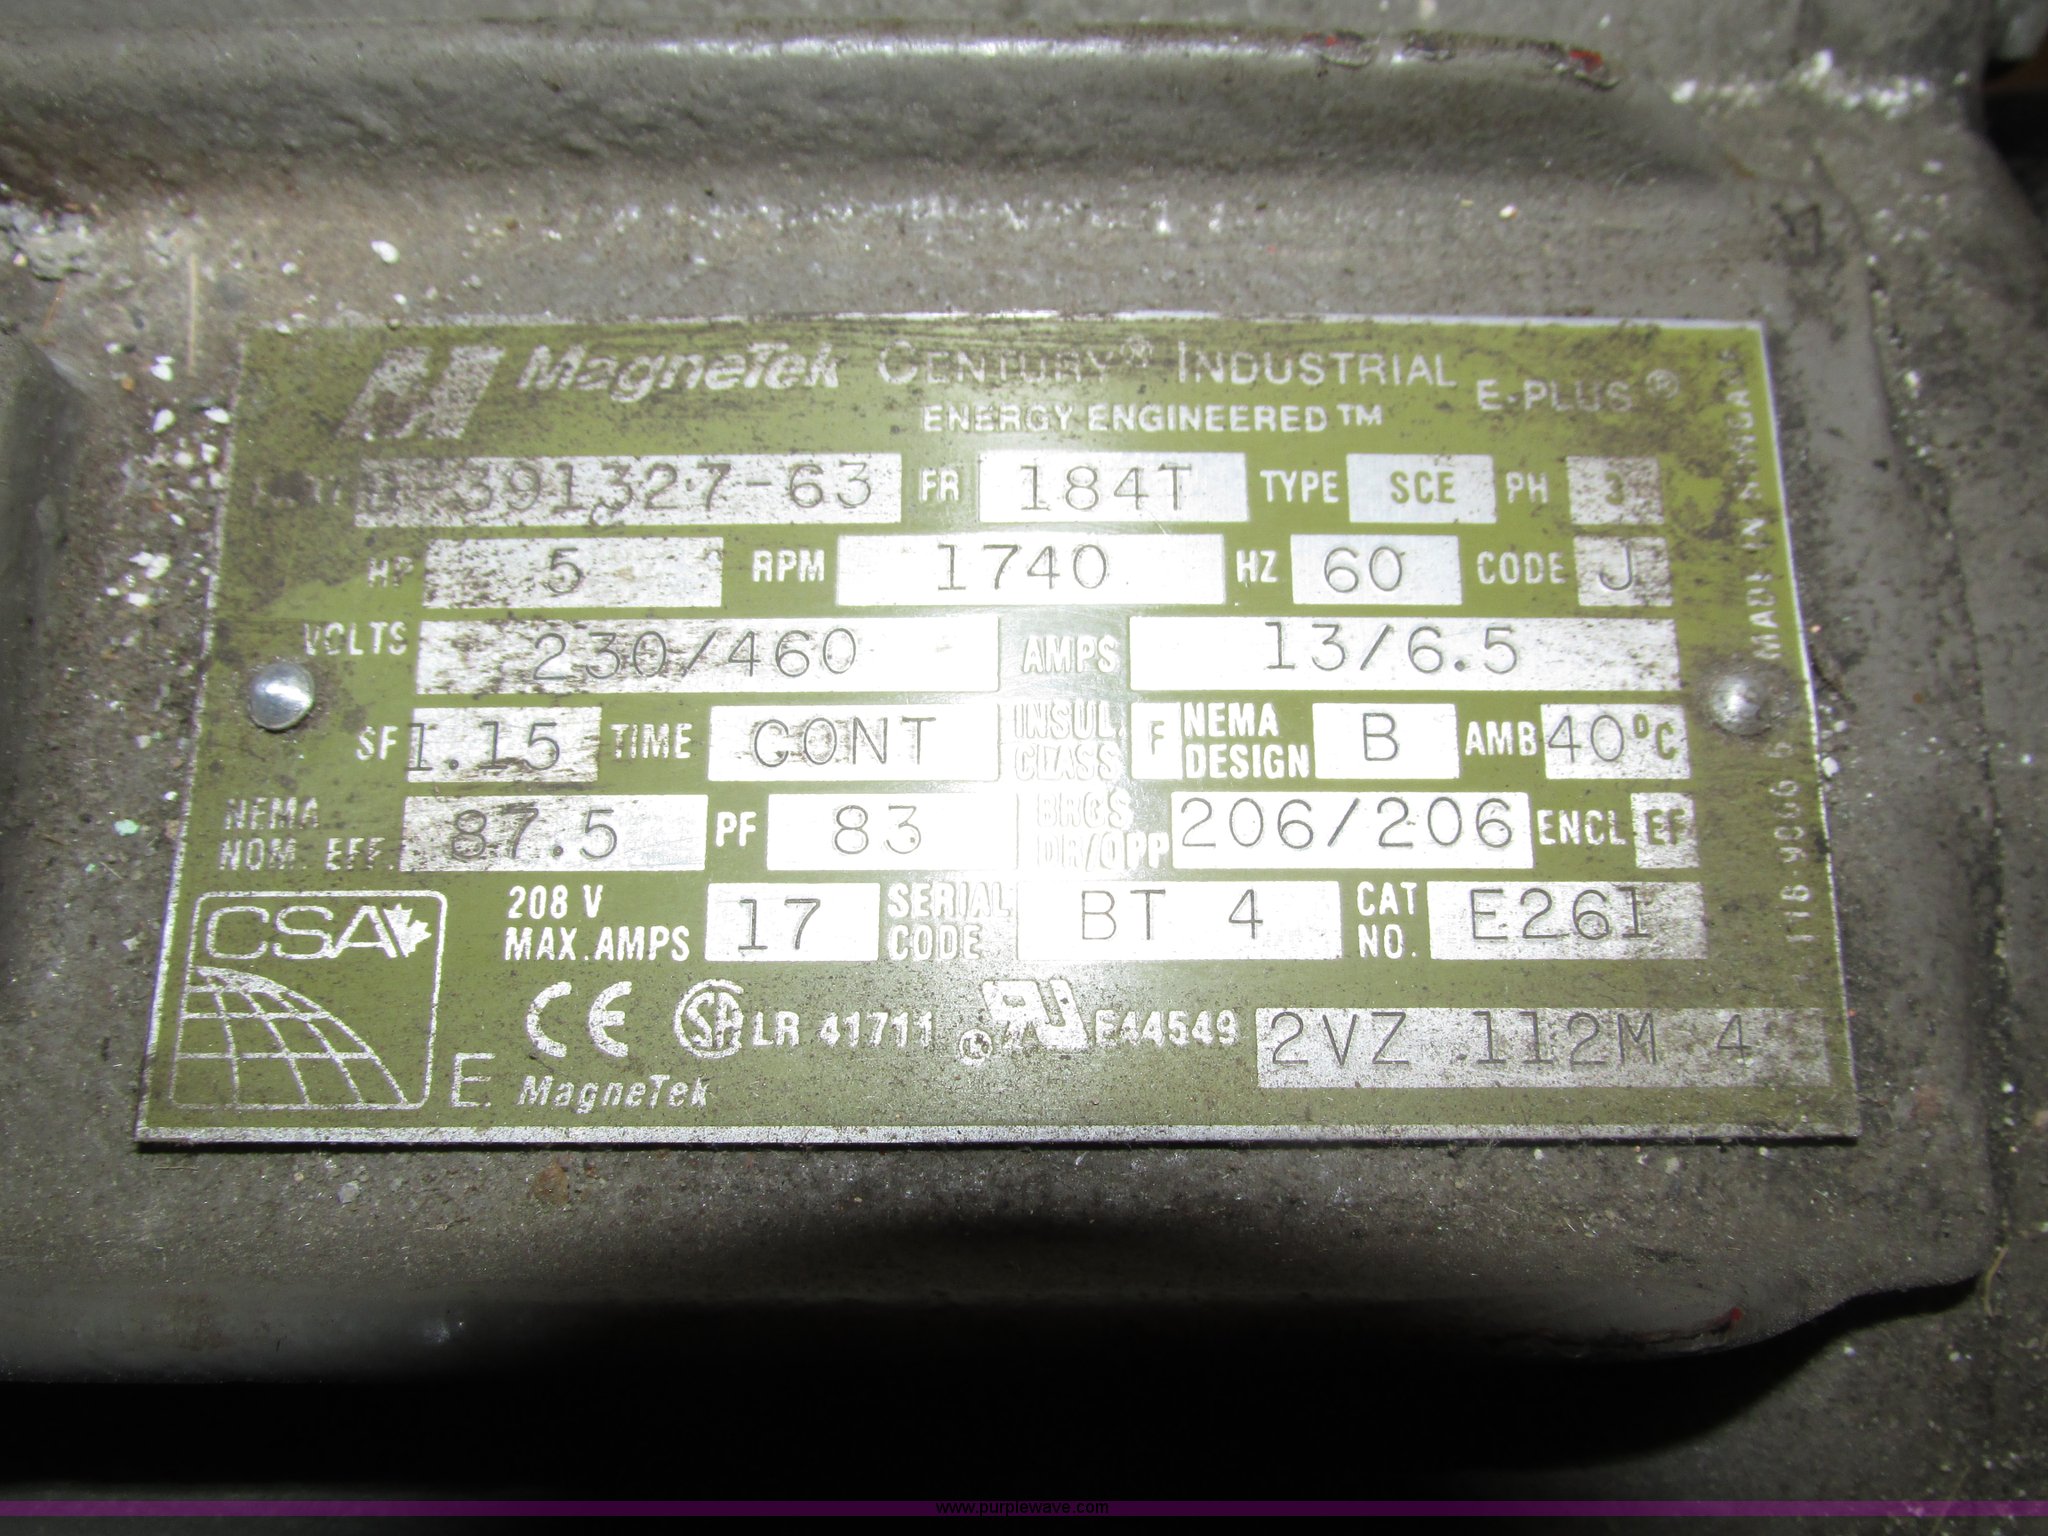 MagneTek CENTURY® INDUSTRIAL E-PLUS®
ENERGY ENGINEERED™
391327-63 FR 184T TYPE SCE PH 3
HP 5 RPM 1740 HZ 60 CODE J
VOLTS 230/460 AMPS 13/6.5
SF 1.15 TIME CONT INSUL. CLASS F NEMA DESIGN B AMB 40°C
NEMA NOM. EFF. 87.5 PF 83 BRGS DR/OPP 206/206 ENCL EF
208 V MAX. AMPS 17 SERIAL CODE BT 4 CAT NO. E261
CSA
CE SA LR 41711 E44549 2VZ 112M 4
E. MagneTek
MADE IN
www.purplewave.com